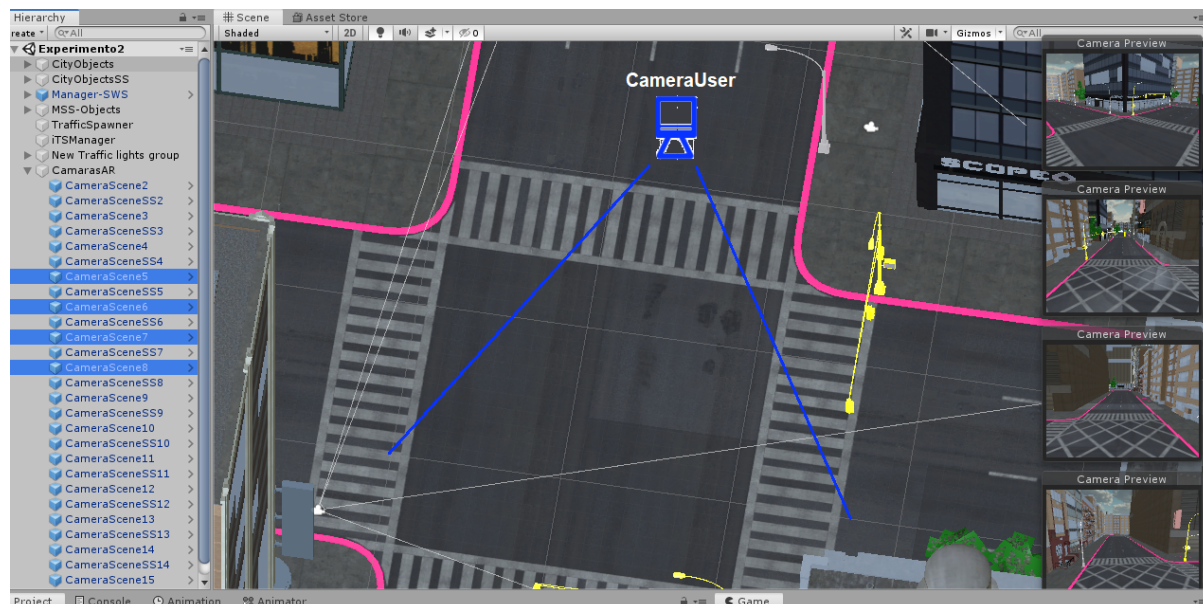 Hierarchy
reate
All
Experimento2
CityObjects
CityObjectsSS
Manager-SWS
MSS-Objects
TrafficSpawner
iTSManager
New Traffic lights group
CamarasAR
CameraScene2
CameraSceneSS2
CameraScene3
CameraSceneSS3
CameraScene4
CameraSceneSS4
CameraScene5
CameraSceneSS5
CameraScene6
CameraSceneSS6
CameraScene7
CameraSceneSS7
CameraScene8
CameraSceneSS8
CameraScene9
CameraSceneSS9
CameraScene10
CameraSceneSS10
CameraScene11
CameraSceneSS11
CameraScene12
CameraSceneSS12
CameraScene13
CameraSceneSS13
CameraScene14
CameraSceneSS14
CameraScene15
Scene Asset Store
Shaded 2D 0 Gizmos All
CameraUser
SCOPCO
Camera Preview
Camera Preview
Camera Preview
Camera Preview
Project Console Animation Animator Game